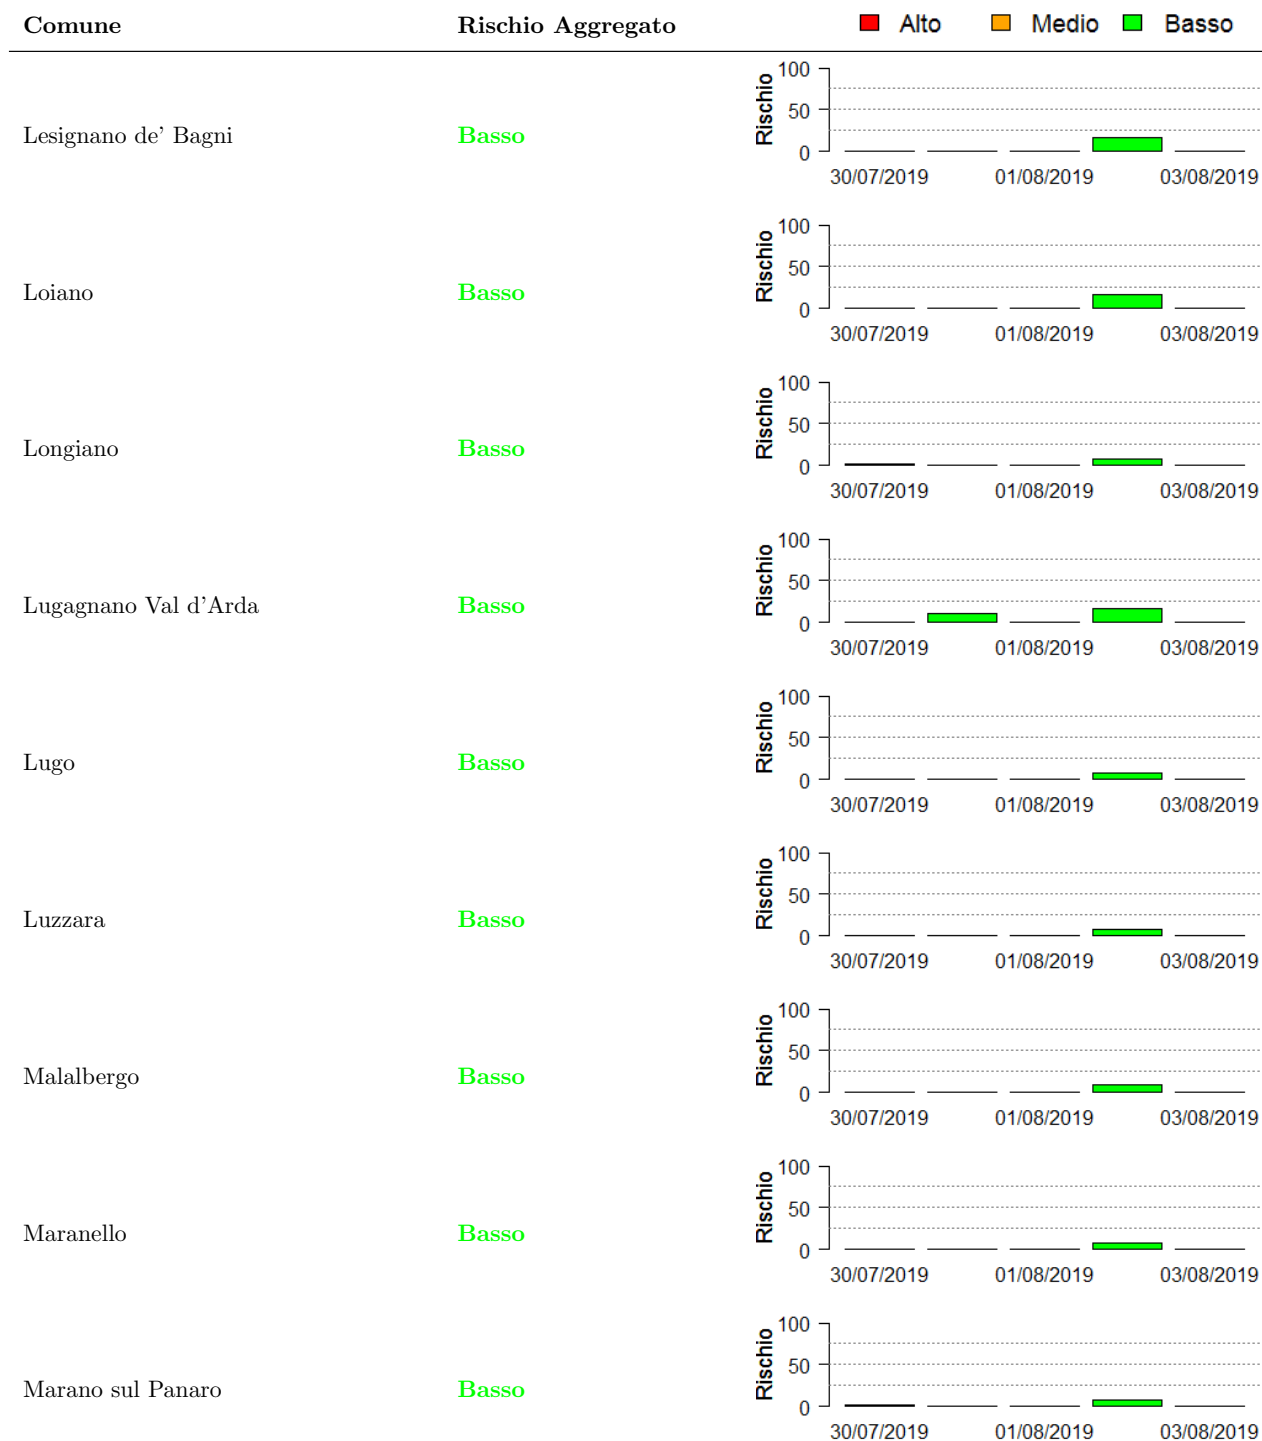 Comune Rischio Aggregato Alto Medio Basso
Lesignano de' Bagni Basso Rischio 100 50 0
30/07/2019 01/08/2019 03/08/2019
Loiano Basso Rischio 100 50 0
30/07/2019 01/08/2019 03/08/2019
Longiano Basso Rischio 100 50 0
30/07/2019 01/08/2019 03/08/2019
Lugagnano Val d'Arda Basso Rischio 100 50 0
30/07/2019 01/08/2019 03/08/2019
Lugo Basso Rischio 100 50 0
30/07/2019 01/08/2019 03/08/2019
Luzzara Basso Rischio 100 50 0
30/07/2019 01/08/2019 03/08/2019
Malalbergo Basso Rischio 100 50 0
30/07/2019 01/08/2019 03/08/2019
Maranello Basso Rischio 100 50 0
30/07/2019 01/08/2019 03/08/2019
Marano sul Panaro Basso Rischio 100 50 0
30/07/2019 01/08/2019 03/08/2019